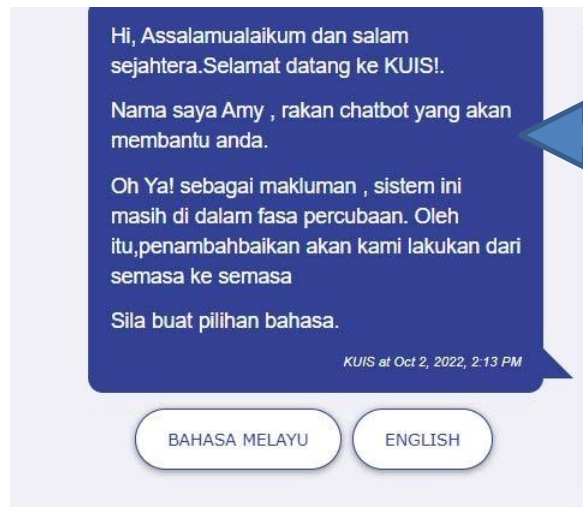 Hi, Assalamualaikum dan salam
sejahtera.Selamat datang ke KUIS!.
Nama saya Amy , rakan chatbot yang akan
membantu anda.
Oh Ya! sebagai makluman , sistem ini
masih di dalam fasa percubaan. Oleh
itu,penambahbaikan akan kami lakukan dari
semasa ke semasa
Sila buat pilihan bahasa.
KUIS at Oct 2, 2022, 2:13 PM
BAHASA MELAYU
ENGLISH